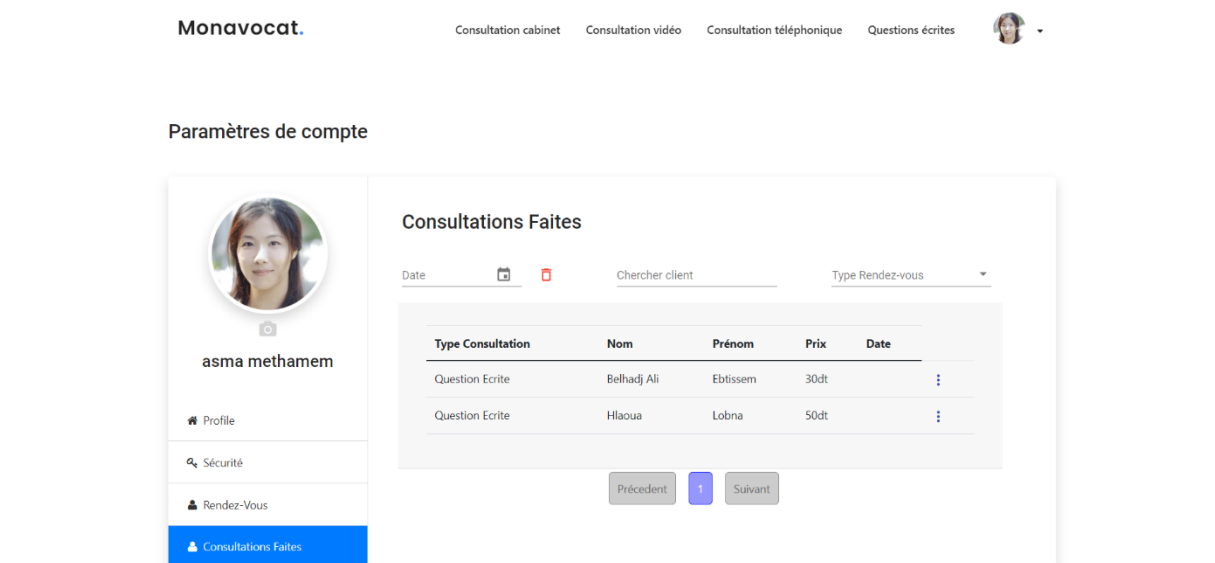 Monavocat.
Consultation cabinet Consultation vidéo Consultation téléphonique Questions écrites
Paramètres de compte
asma methamem
Profile
Sécurité
Rendez-Vous
Consultations Faites
Consultations Faites
Date Chercher client Type Rendez-vous
Type Consultation Nom Prénom Prix Date
Question Ecrite Belhadj Ali Ebtissem 30dt
Question Ecrite Hlaoua Lobna 50dt
Précedent 1 Suivant